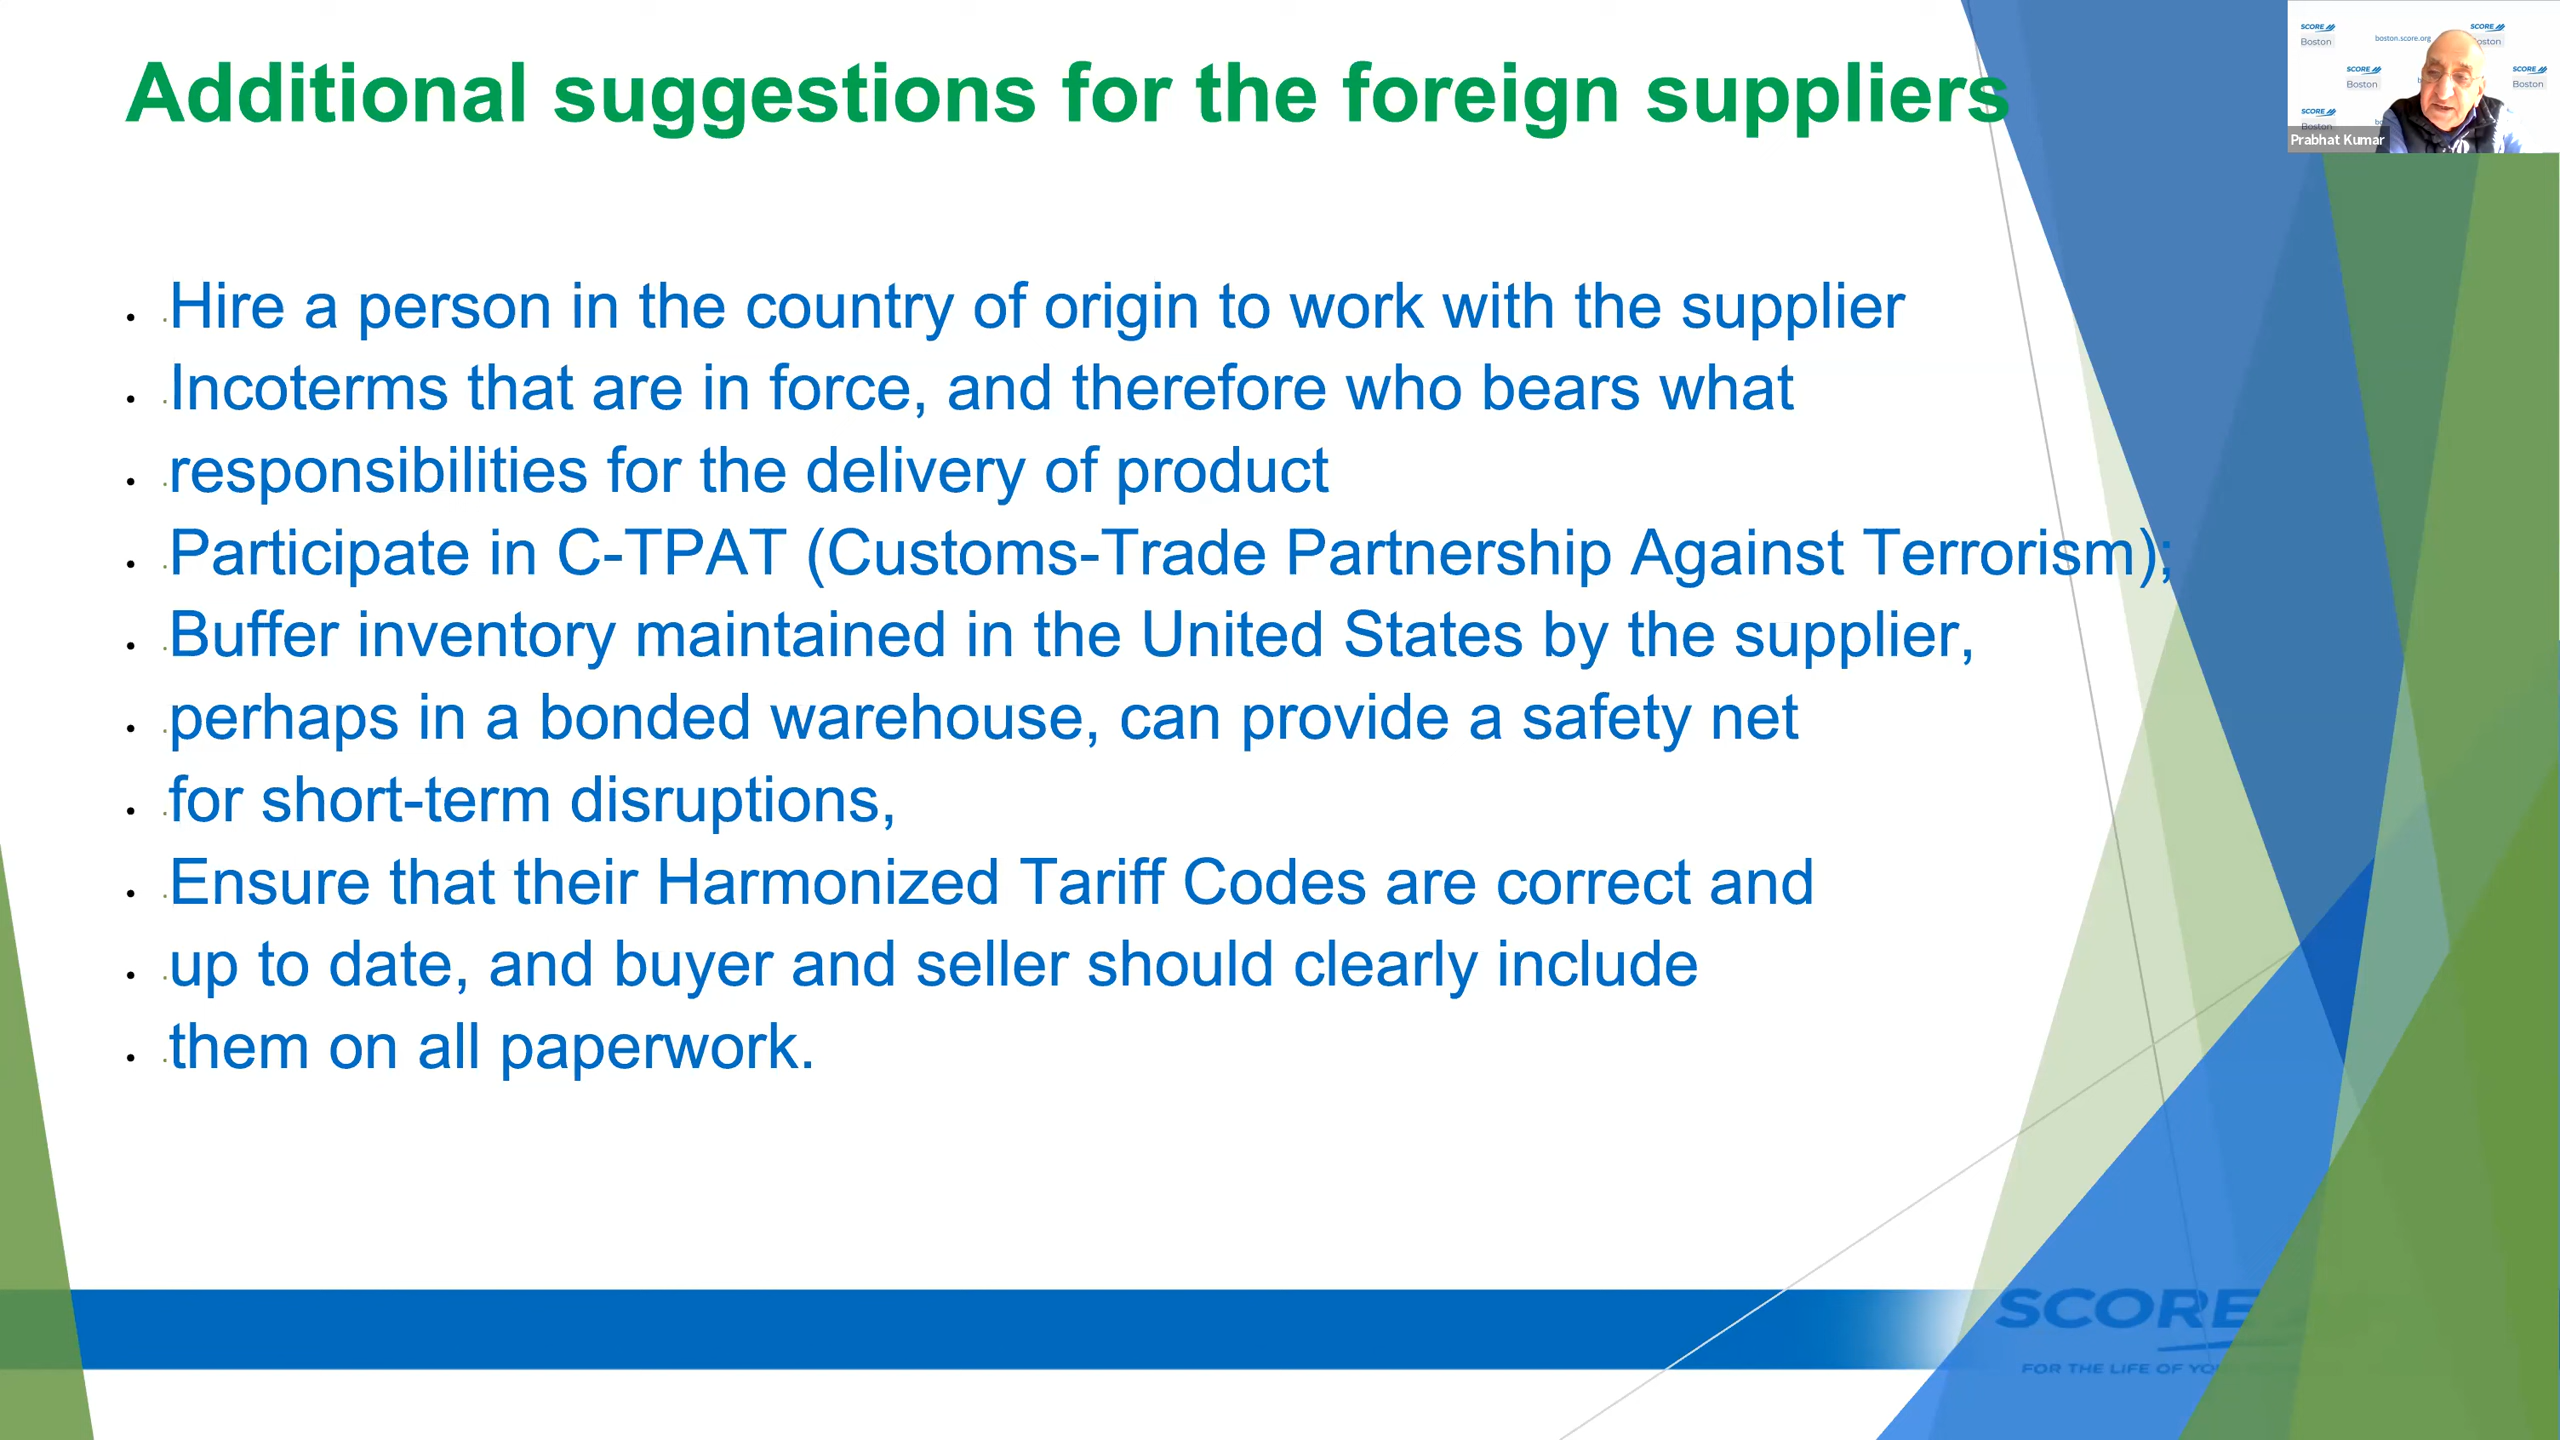 Additional suggestions for the foreign suppliers
SCORE
Boston
boston.score.org
SCORE
Boston
SCORE
Boston
SCORE
Boston
SCORE
Boston
Prabhat Kumar
Hire a person in the country of origin to work with the supplier
Incoterms that are in force, and therefore who bears what
responsibilities for the delivery of product
Participate in C-TPAT (Customs-Trade Partnership Against Terrorism);
Buffer inventory maintained in the United States by the supplier,
perhaps in a bonded warehouse, can provide a safety net
for short-term disruptions,
Ensure that their Harmonized Tariff Codes are correct and
up to date, and buyer and seller should clearly include
them on all paperwork.
SCORE
FOR THE LIFE OF